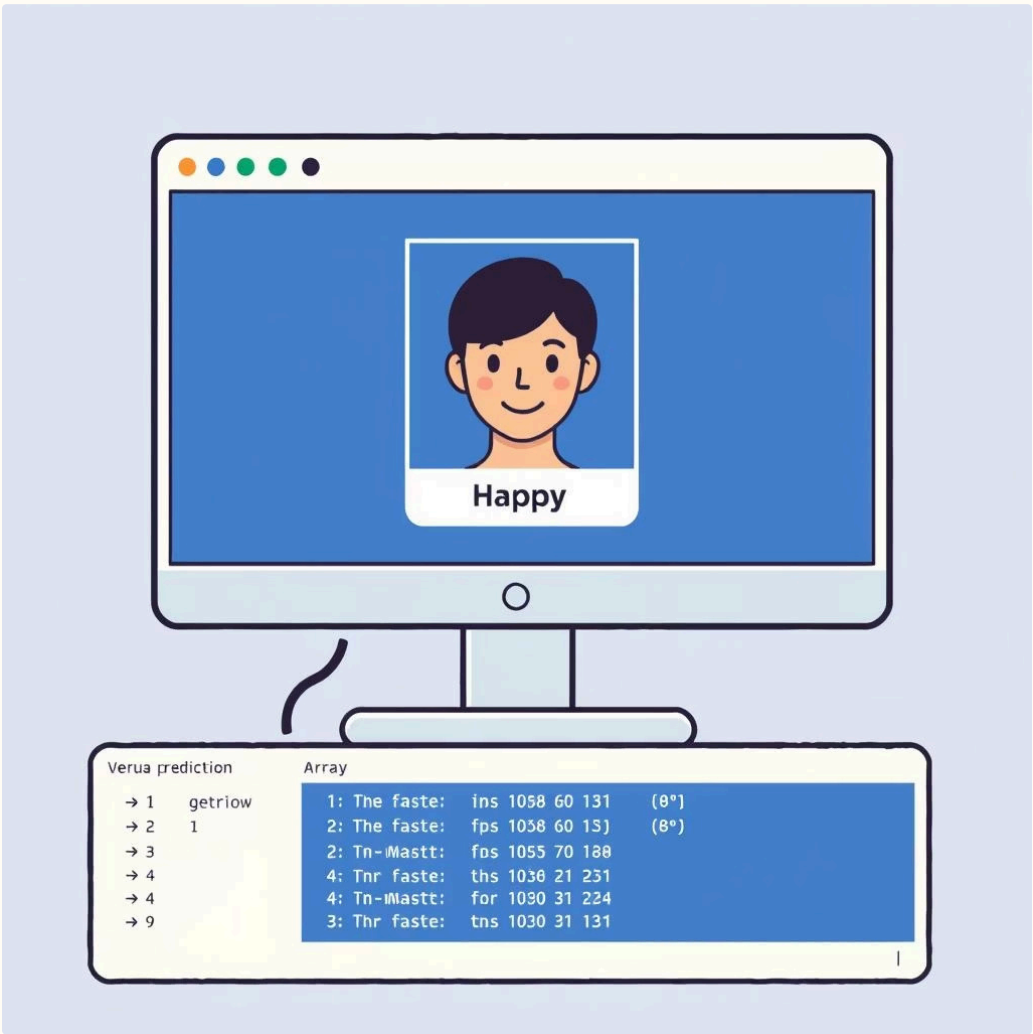 Happy
Verua prediction
Array
→ 1 getriow
→ 2 1
→ 3
→ 4
→ 4
→ 9
1: The faste: ins 1058 60 131 (8°]
2: The faste: fps 1058 60 13) (8°)
2: Tn-Mastt: fps 1055 70 188
4: Thr faste: ths 1036 21 231
4: Tn-Mastt: for 1090 31 224
3: Thr faste: tns 1030 31 131